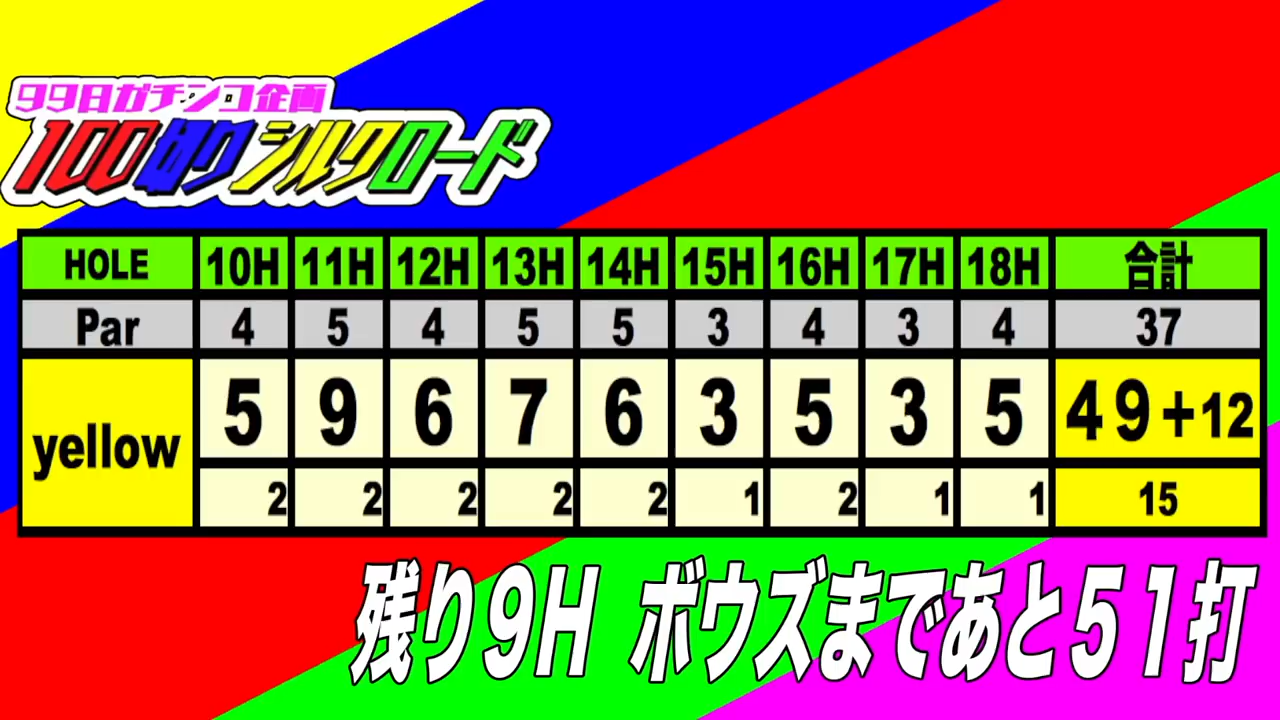 99日ガチンコ企画
100切りシルクロード
HOLE 10H 11H 12H 13H 14H 15H 16H 17H 18H 合計
Par 4 5 4 5 5 3 4 3 4 37
yellow 5 9 6 7 6 3 5 3 5 49+12
2 2 2 2 2 1 2 1 1 15
残り9H ボウズまであと51打